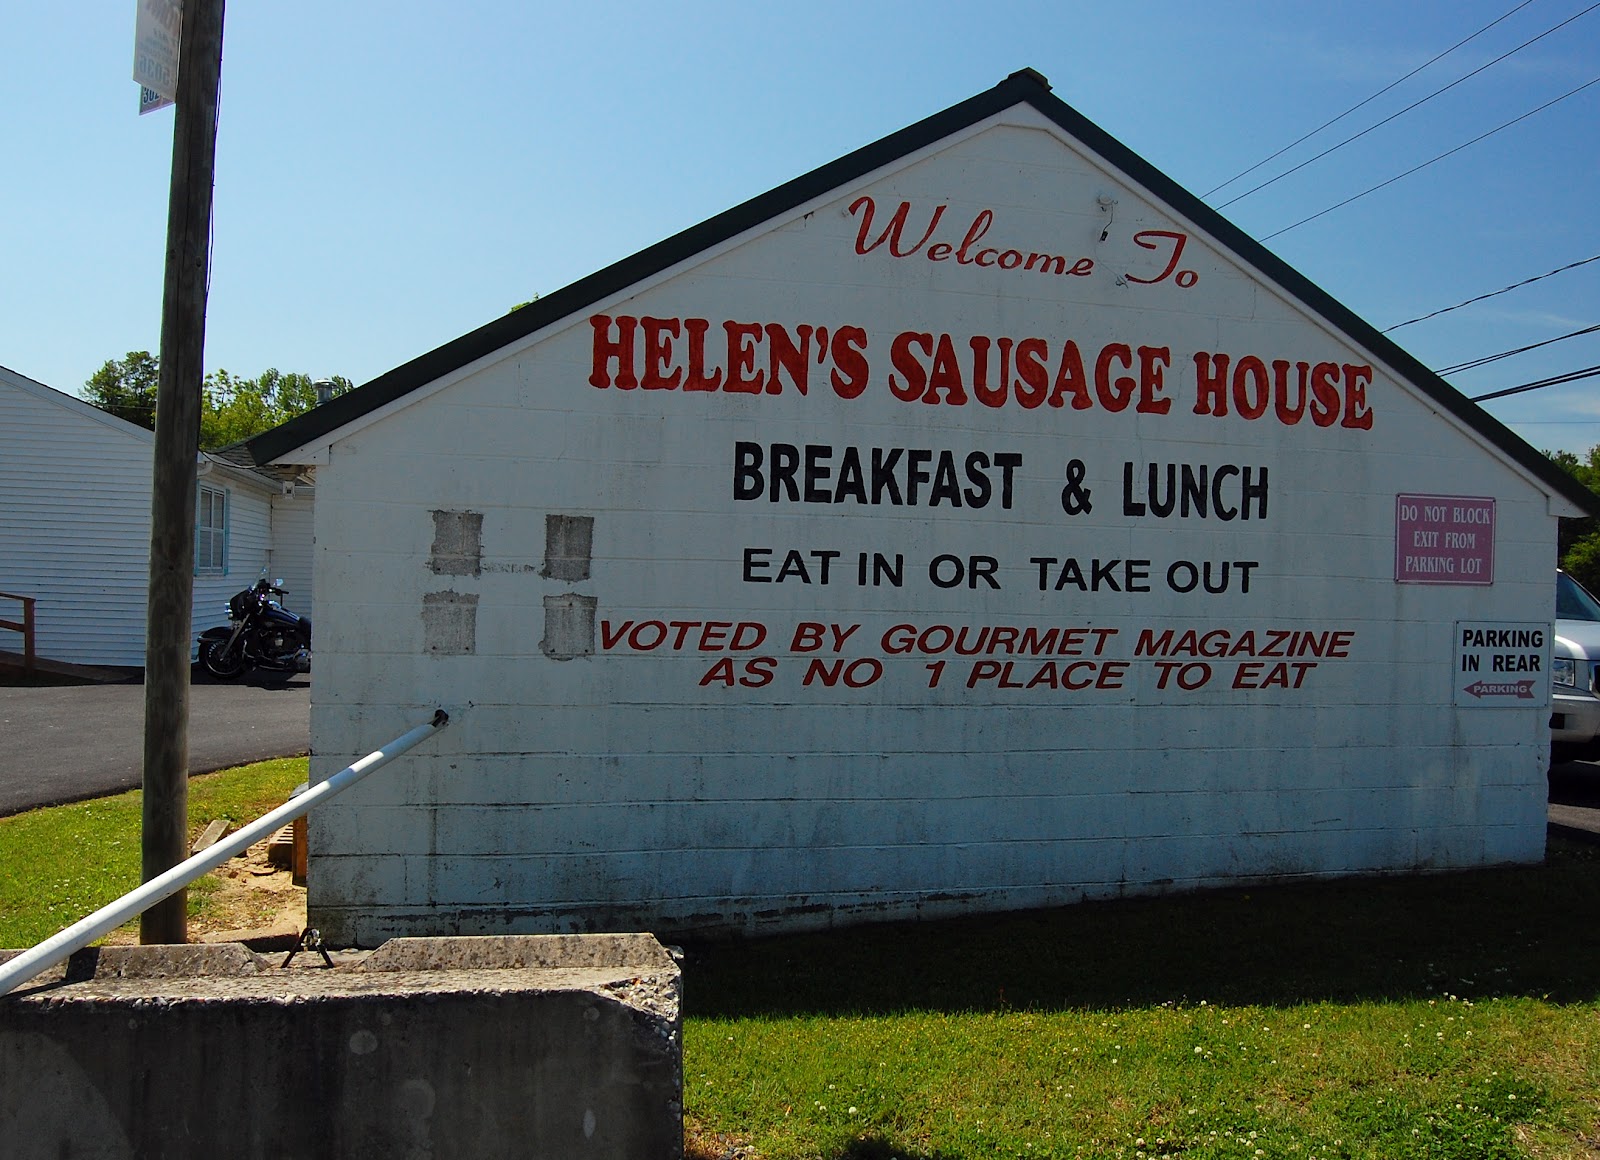 Welcome To
HELEN'S SAUSAGE HOUSE
BREAKFAST & LUNCH
EAT IN OR TAKE OUT
VOTED BY GOURMET MAGAZINE
AS NO 1 PLACE TO EAT
DO NOT BLOCK
EXIT FROM
PARKING LOT
PARKING
IN REAR
PARKING